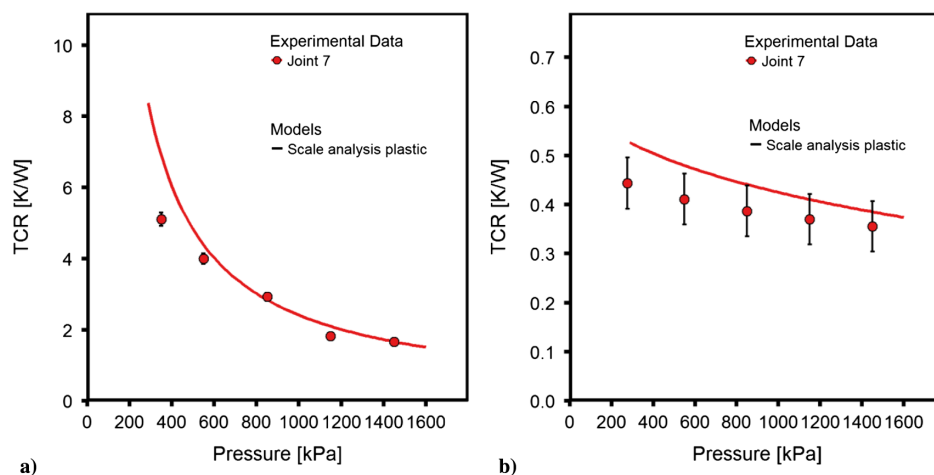 10
8
6
4
2
0
TCR [K/W]
Experimental Data
Joint 7
Models
Scale analysis plastic
0 200 400 600 800 1000 1200 1400 1600
Pressure [kPa]
a)
0.7
0.6
0.5
0.4
0.3
0.2
0.1
0.0
TCR [K/W]
Experimental Data
Joint 7
Models
Scale analysis plastic
0 200 400 600 800 1000 1200 1400 1600
Pressure [kPa]
b)